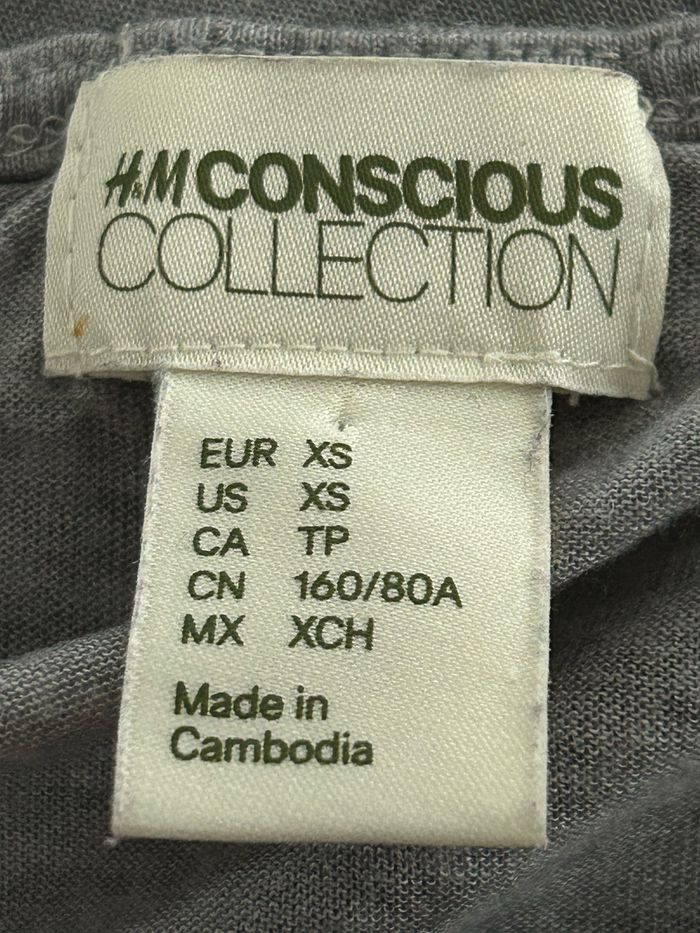 H&M CONSCIOUS
COLLECTION
EUR XS
US XS
CA TP
CN 160/80A
MX XCH
Made in
Cambodia